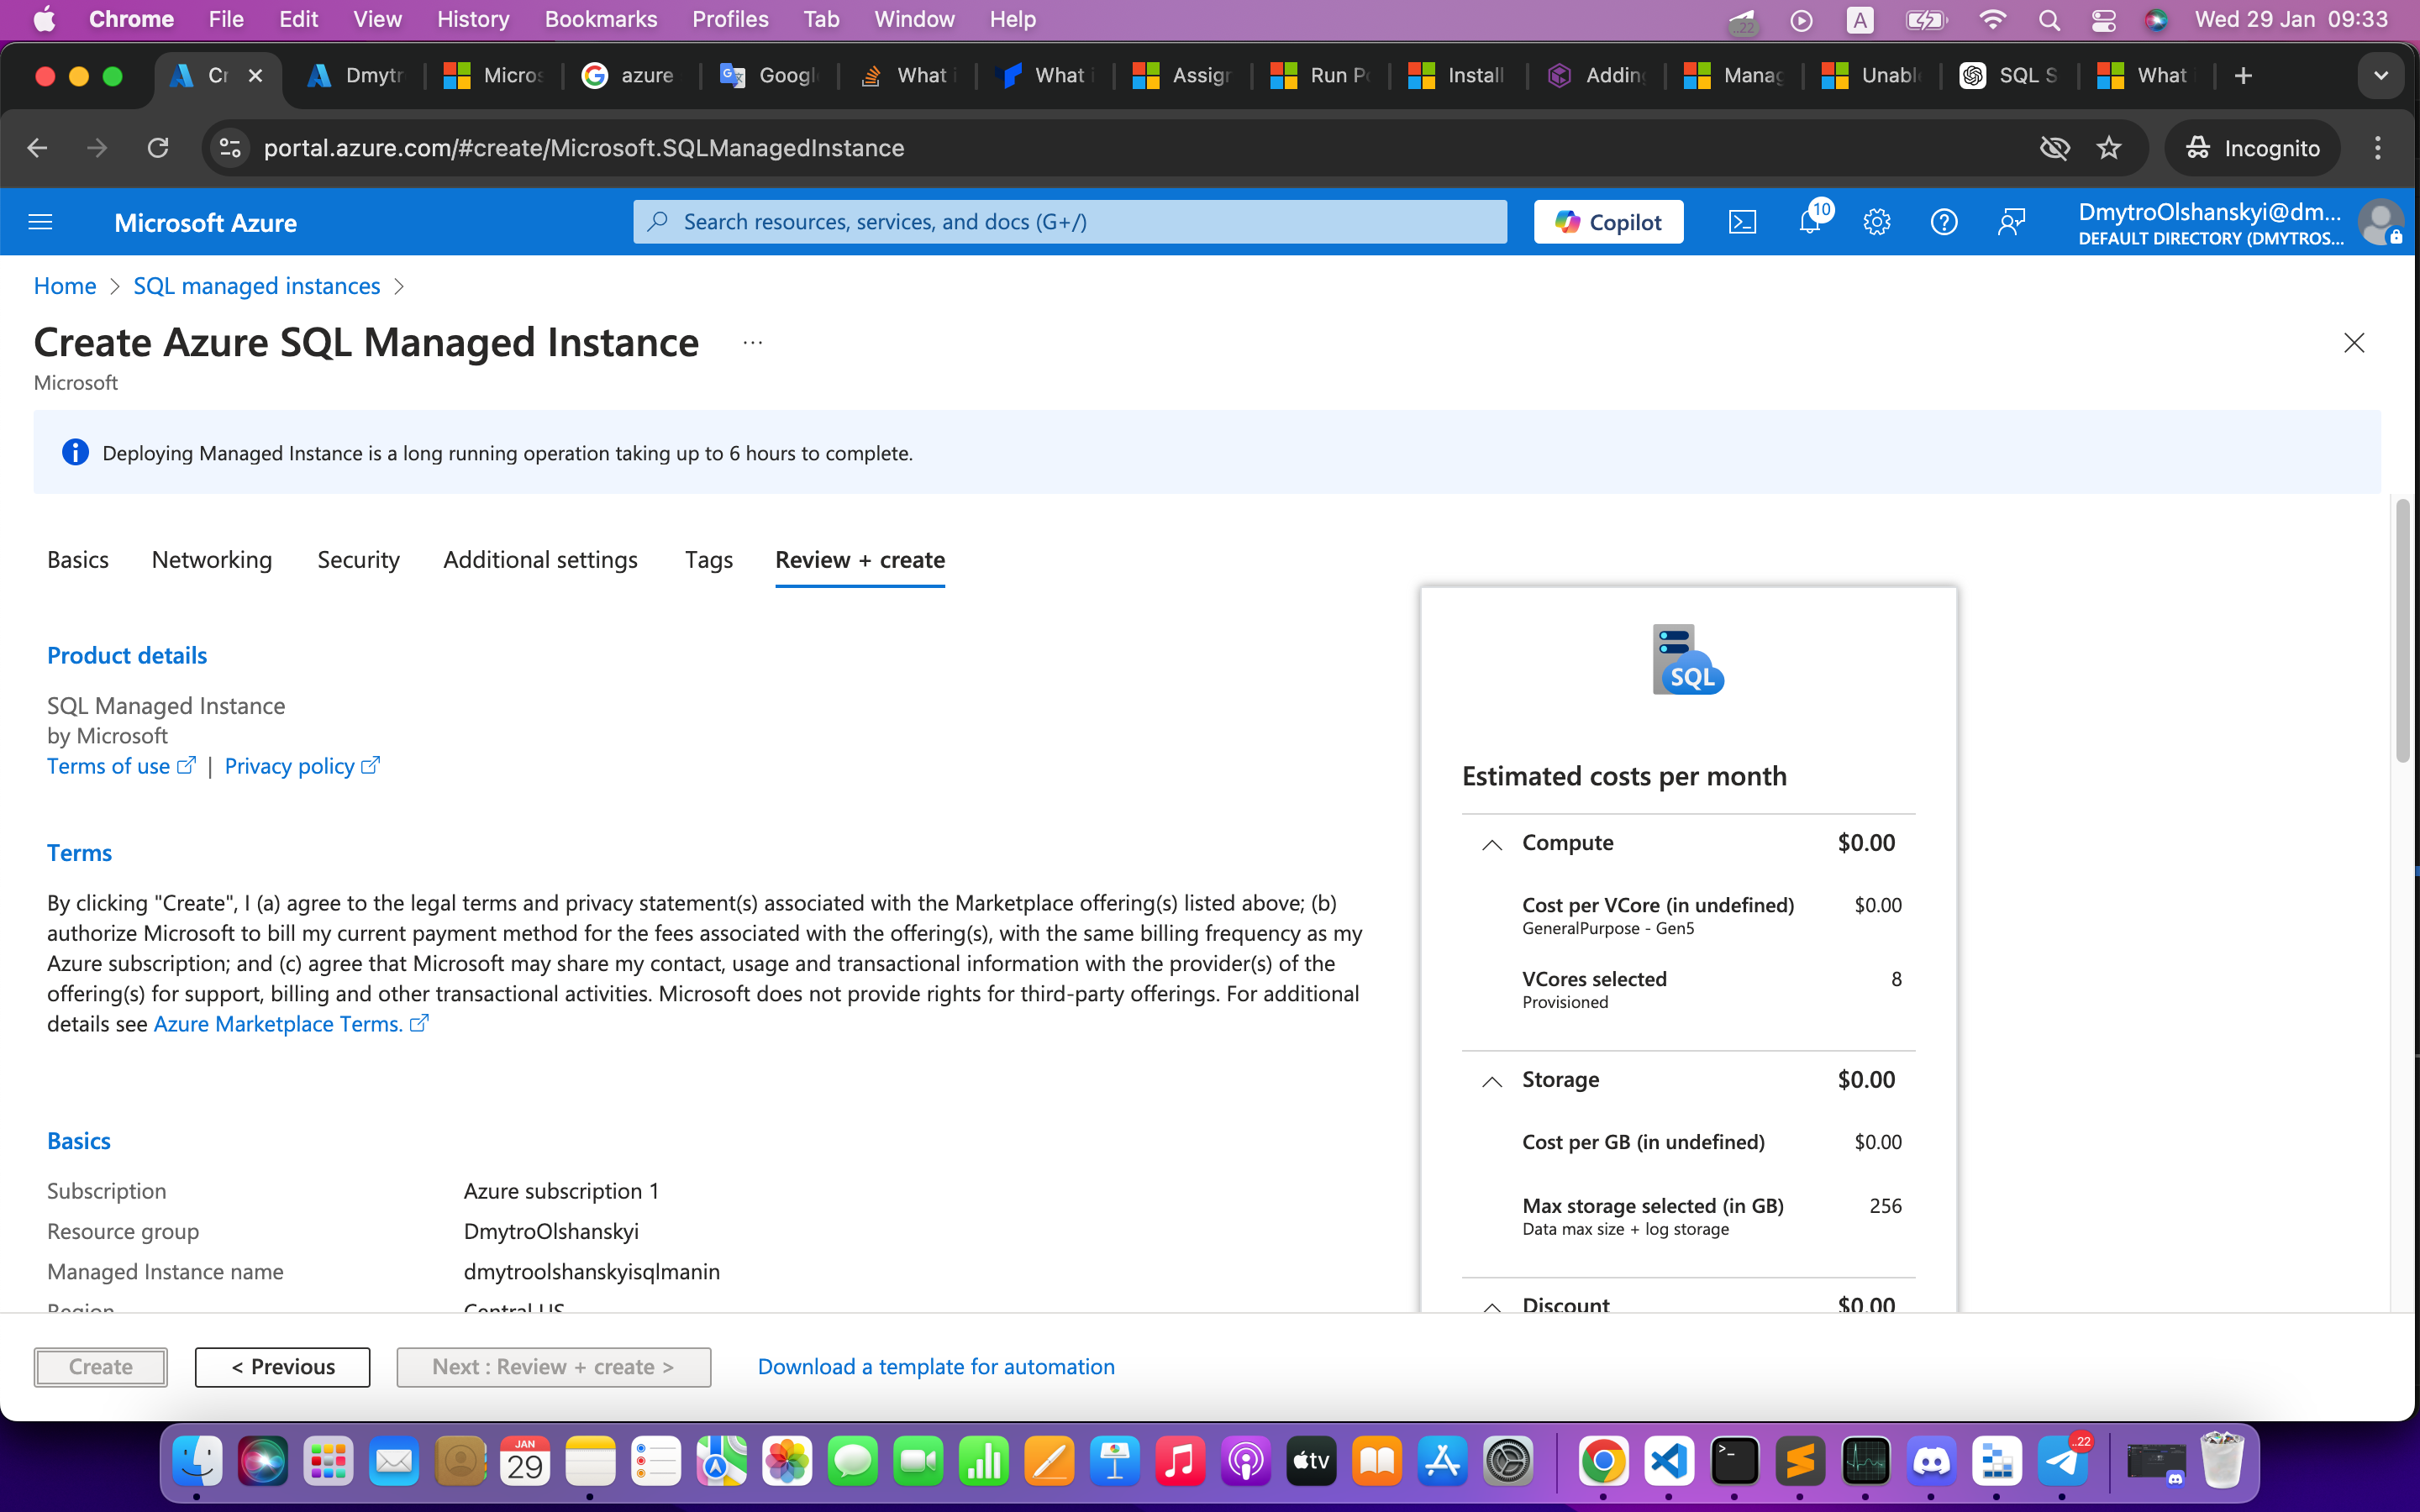 Chrome File Edit View History Bookmarks Profiles Tab Window Help
..22 A Wed 29 Jan 09:33
Cr Dmytr Micros azure Googl What i What i Assigr Run Po Install Adding Manag Unable SQL S What
portal.azure.com/#create/Microsoft.SQLManagedInstance
Incognito
Microsoft Azure
Search resources, services, and docs (G+/)
Copilot
10
DmytroOlshanskyi@dm...
DEFAULT DIRECTORY (DMYTROS...
Home > SQL managed instances >
Create Azure SQL Managed Instance ...
Microsoft
Deploying Managed Instance is a long running operation taking up to 6 hours to complete.
Basics Networking Security Additional settings Tags Review + create
Product details
SQL Managed Instance
by Microsoft
Terms of use | Privacy policy
Terms
By clicking "Create", I (a) agree to the legal terms and privacy statement(s) associated with the Marketplace offering(s) listed above; (b)
authorize Microsoft to bill my current payment method for the fees associated with the offering(s), with the same billing frequency as my
Azure subscription; and (c) agree that Microsoft may share my contact, usage and transactional information with the provider(s) of the
offering(s) for support, billing and other transactional activities. Microsoft does not provide rights for third-party offerings. For additional
details see Azure Marketplace Terms.
Basics
Subscription Azure subscription 1
Resource group DmytroOlshanskyi
Managed Instance name dmytroolshanskyisqlmanin
Region Central US
SQL
Estimated costs per month
Compute $0.00
Cost per VCore (in undefined) $0.00
GeneralPurpose - Gen5
VCores selected 8
Provisioned
Storage $0.00
Cost per GB (in undefined) $0.00
Max storage selected (in GB) 256
Data max size + log storage
Discount $0.00
Create < Previous Next : Review + create > Download a template for automation
JAN
29
tv
..22